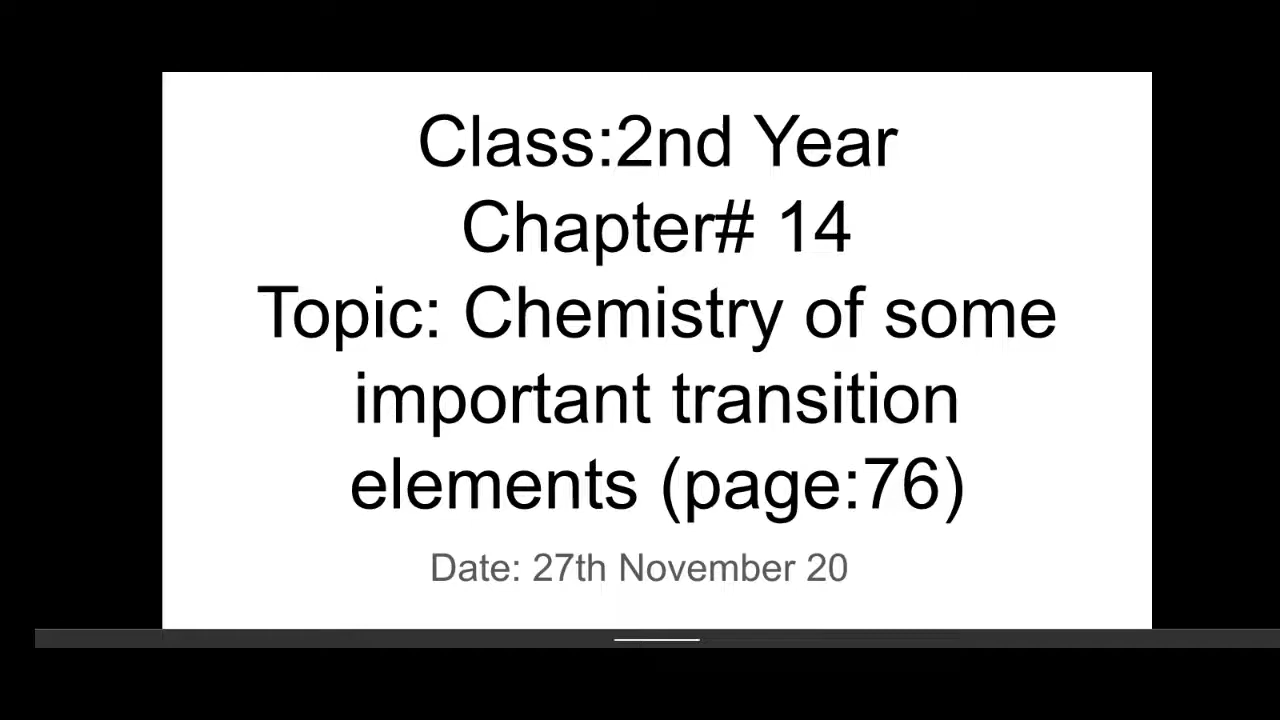 Class:2nd Year
Chapter# 14
Topic: Chemistry of some
important transition
elements (page:76)
Date: 27th November 20